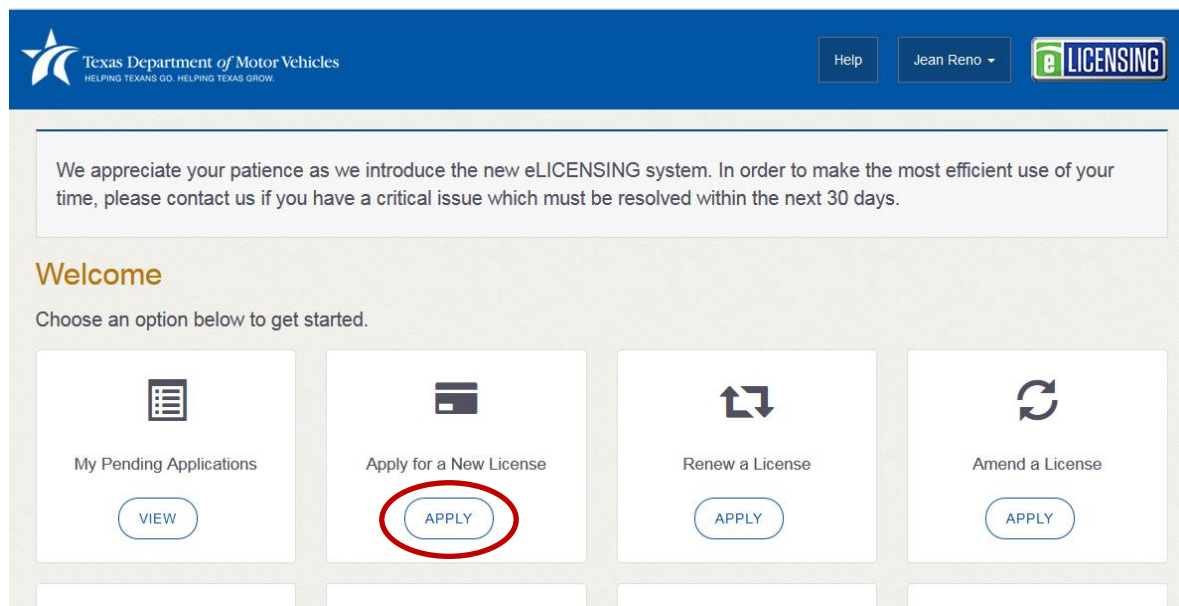 Texas Department of Motor Vehicles
HELPING TEXANS GO. HELPING TEXAS GROW.
Help
Jean Reno
e LICENSING
We appreciate your patience as we introduce the new eLICENSING system. In order to make the most efficient use of your
time, please contact us if you have a critical issue which must be resolved within the next 30 days.
Welcome
Choose an option below to get started.
My Pending Applications
VIEW
Apply for a New License
APPLY
Renew a License
APPLY
Amend a License
APPLY